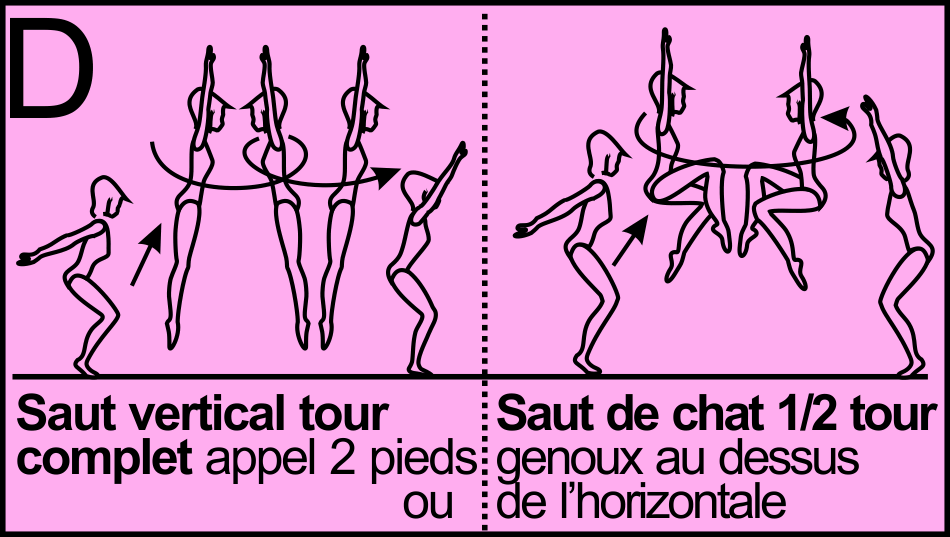 D
Saut vertical tour
complet appel 2 pieds
ou
Saut de chat 1/2 tour
genoux au dessus
de l'horizontale